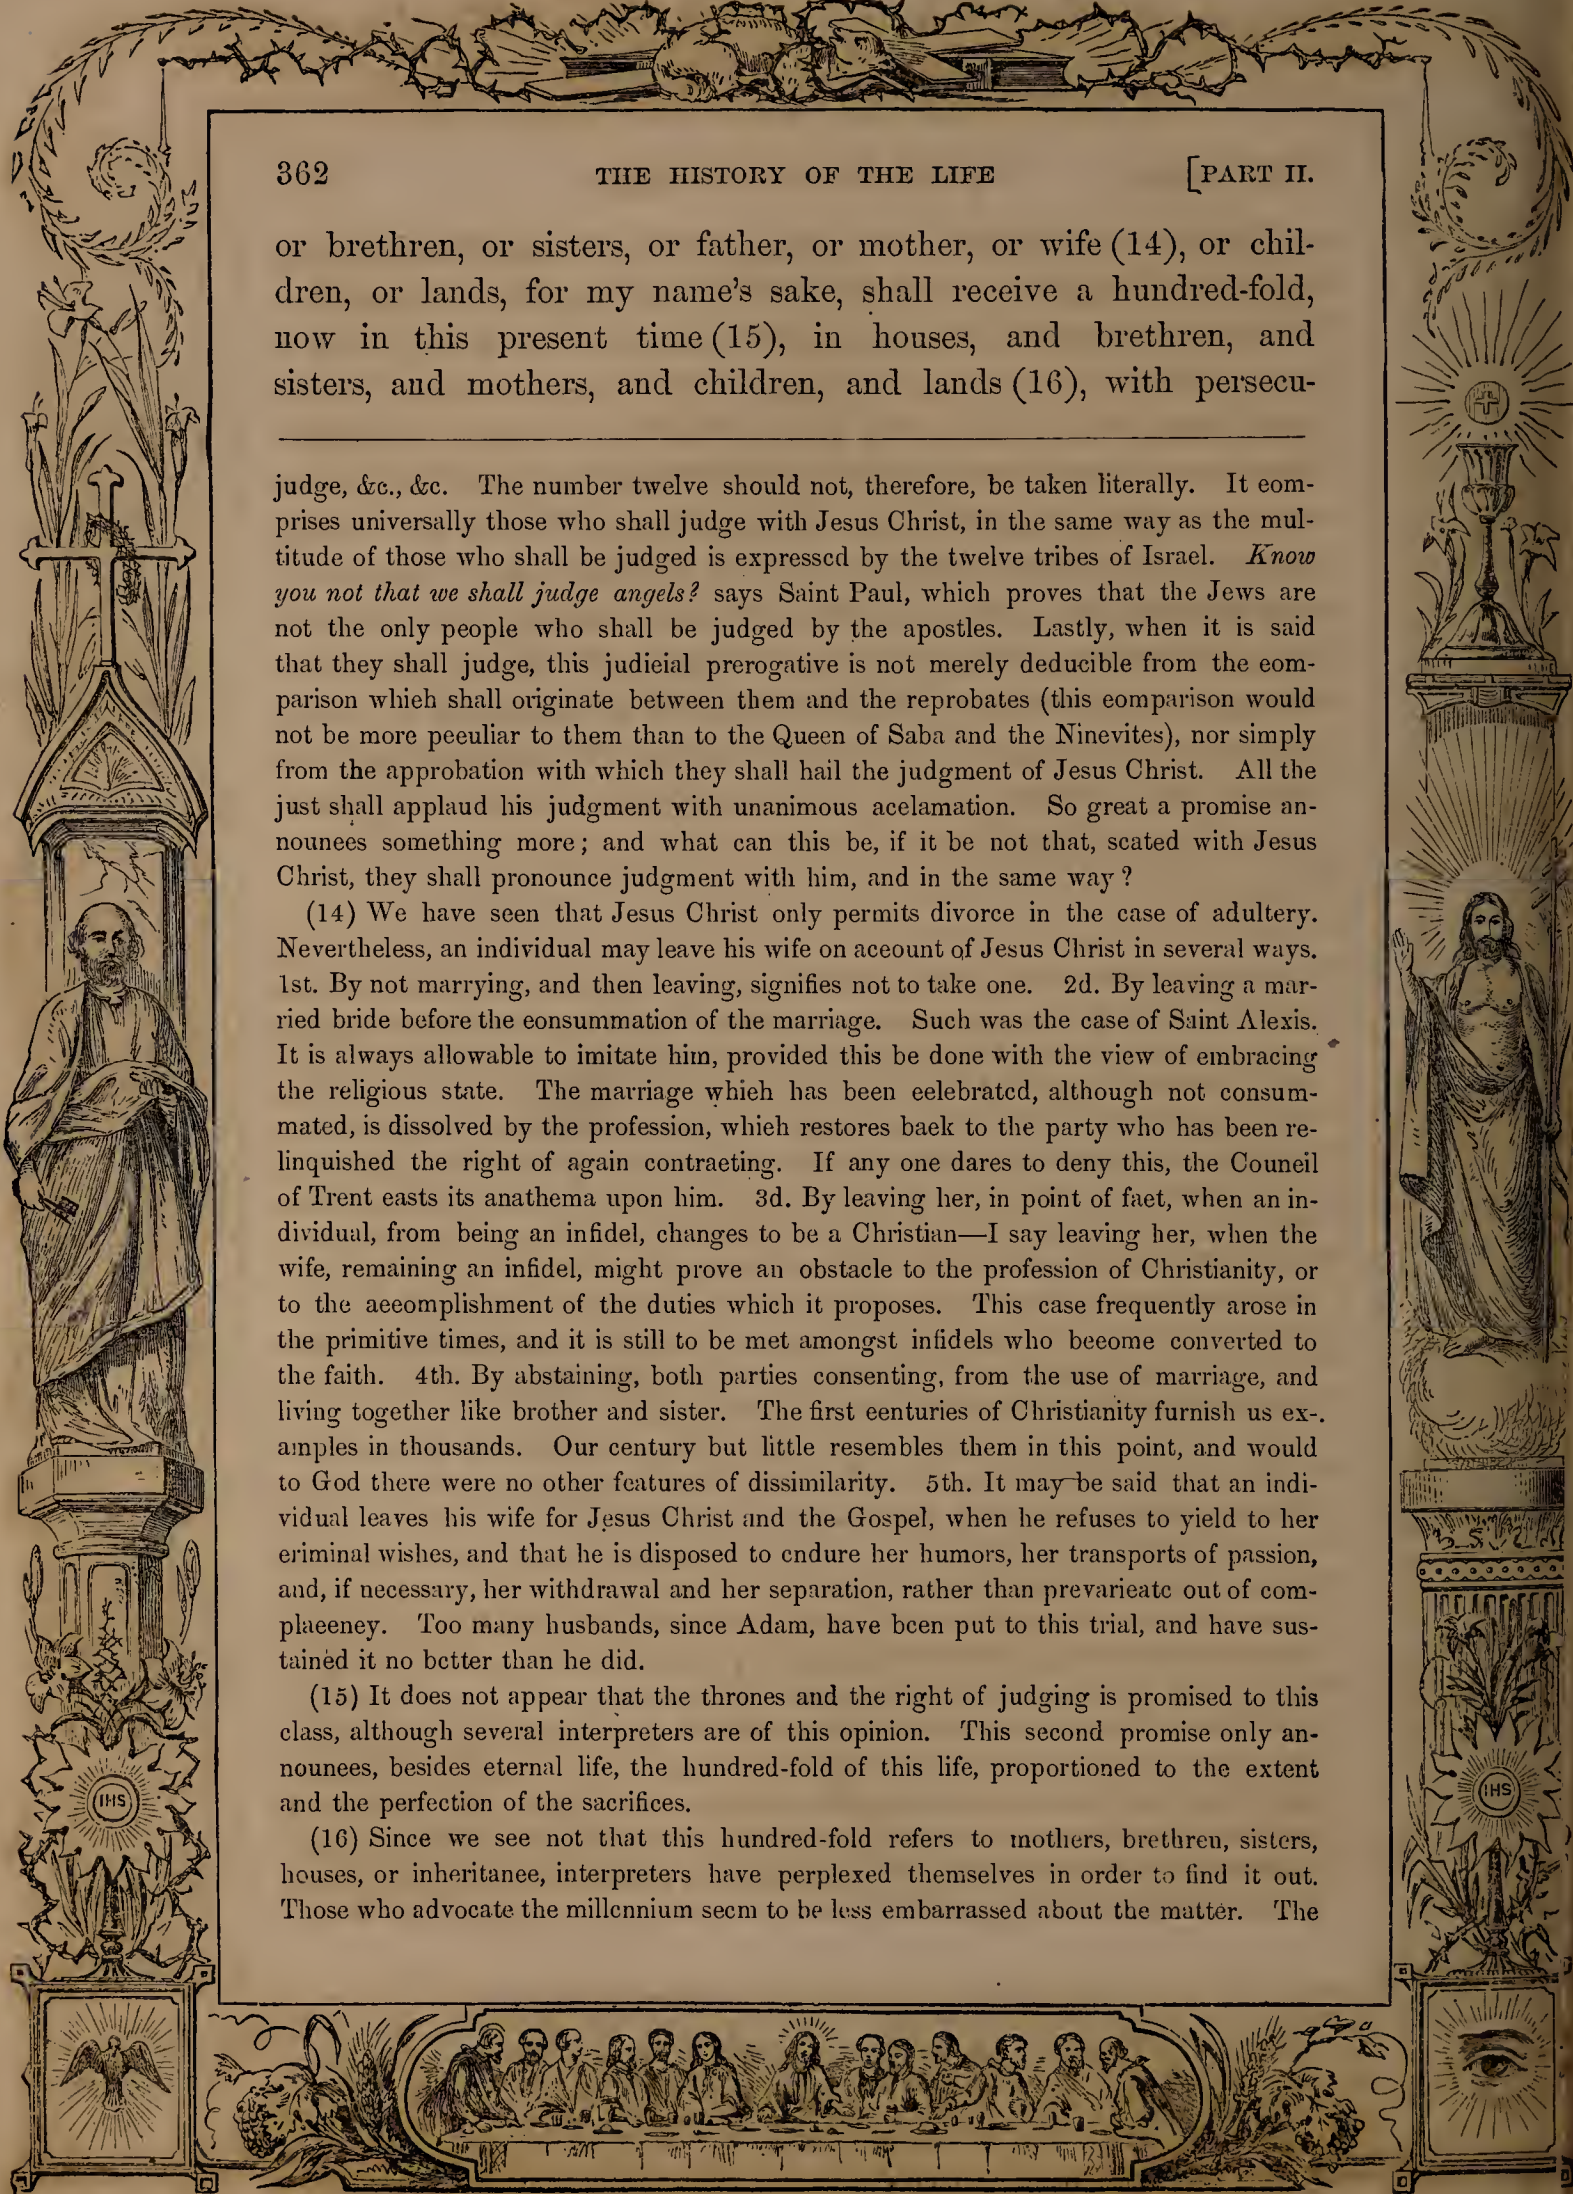 362 THE HISTORY OF THE LIFE [PART II.
or brethren, or sisters, or father, or mother, or wife (14), or chil-
dren, or lands, for my name's sake, shall receive a hundred-fold,
now in this present time (15), in houses, and brethren, and
sisters, and mothers, and children, and lands (16), with persecu-
judge, &c., &c. The number twelve should not, therefore, be taken literally. It com-
prises universally those who shall judge with Jesus Christ, in the same way as the mul-
titude of those who shall be judged is expressed by the twelve tribes of Israel. Know
you not that we shall judge angels? says Saint Paul, which proves that the Jews are
not the only people who shall be judged by the apostles. Lastly, when it is said
that they shall judge, this judicial prerogative is not merely deducible from the com-
parison which shall originate between them and the reprobates (this comparison would
not be more peculiar to them than to the Queen of Saba and the Ninevites), nor simply
from the approbation with which they shall hail the judgment of Jesus Christ. All the
just shall applaud his judgment with unanimous acclamation. So great a promise an-
nounces something more; and what can this be, if it be not that, seated with Jesus
Christ, they shall pronounce judgment with him, and in the same way?
(14) We have seen that Jesus Christ only permits divorce in the case of adultery.
Nevertheless, an individual may leave his wife on account of Jesus Christ in several ways.
1st. By not marrying, and then leaving, signifies not to take one. 2d. By leaving a mar-
ried bride before the consummation of the marriage. Such was the case of Saint Alexis.
It is always allowable to imitate him, provided this be done with the view of embracing
the religious state. The marriage which has been celebrated, although not consum-
mated, is dissolved by the profession, which restores back to the party who has been re-
linquished the right of again contracting. If any one dares to deny this, the Council
of Trent casts its anathema upon him. 3d. By leaving her, in point of fact, when an in-
dividual, from being an infidel, changes to be a Christian—I say leaving her, when the
wife, remaining an infidel, might prove an obstacle to the profession of Christianity, or
to the accomplishment of the duties which it proposes. This case frequently arose in
the primitive times, and it is still to be met amongst infidels who become converted to
the faith. 4th. By abstaining, both parties consenting, from the use of marriage, and
living together like brother and sister. The first centuries of Christianity furnish us ex-
amples in thousands. Our century but little resembles them in this point, and would
to God there were no other features of dissimilarity. 5th. It may be said that an indi-
vidual leaves his wife for Jesus Christ and the Gospel, when he refuses to yield to her
criminal wishes, and that he is disposed to endure her humors, her transports of passion,
and, if necessary, her withdrawal and her separation, rather than prevaricate out of com-
placency. Too many husbands, since Adam, have been put to this trial, and have sus-
tained it no better than he did.
(15) It does not appear that the thrones and the right of judging is promised to this
class, although several interpreters are of this opinion. This second promise only an-
nounces, besides eternal life, the hundred-fold of this life, proportioned to the extent
and the perfection of the sacrifices.
(16) Since we see not that this hundred-fold refers to mothers, brethren, sisters,
houses, or inheritance, interpreters have perplexed themselves in order to find it out.
Those who advocate the millennium seem to be less embarrassed about the matter. The
IHS
IHS